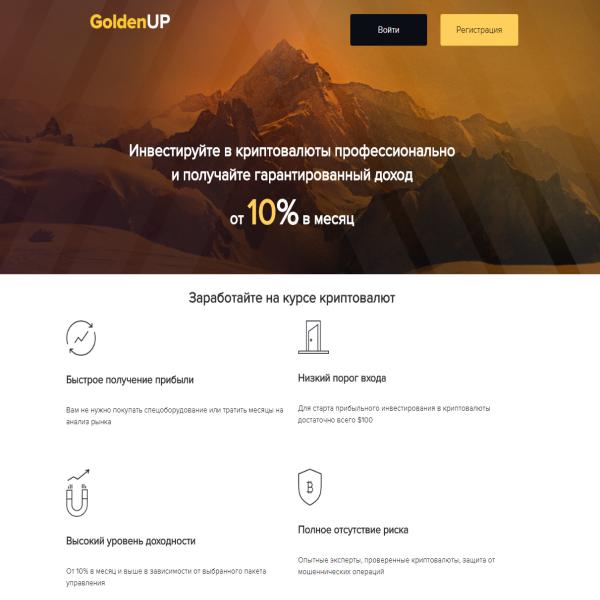 GoldenUP
Войти
Регистрация
Инвестируйте в криптовалюты профессионально
и получайте гарантированный доход
от 10% в месяц
Заработайте на курсе криптовалют
Быстрое получение прибыли
Вам не нужно покупать спецоборудование или тратить месяцы на
анализ рынка
Низкий порог входа
Для старта прибыльного инвестирования в криптовалюты
достаточно всего $100
Высокий уровень доходности
От 10% в месяц и выше в зависимости от выбранного пакета
управления
Полное отсутствие риска
Опытные эксперты, проверенные криптовалюты, защита от
мошеннических операций